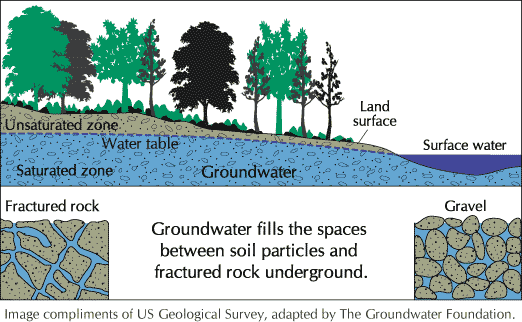 Land
surface
Unsaturated zone
Water table
Surface water
Saturated zone
Groundwater
Fractured rock
Gravel
Groundwater fills the spaces
between soil particles and
fractured rock underground.
Image compliments of US Geological Survey, adapted by The Groundwater Foundation.